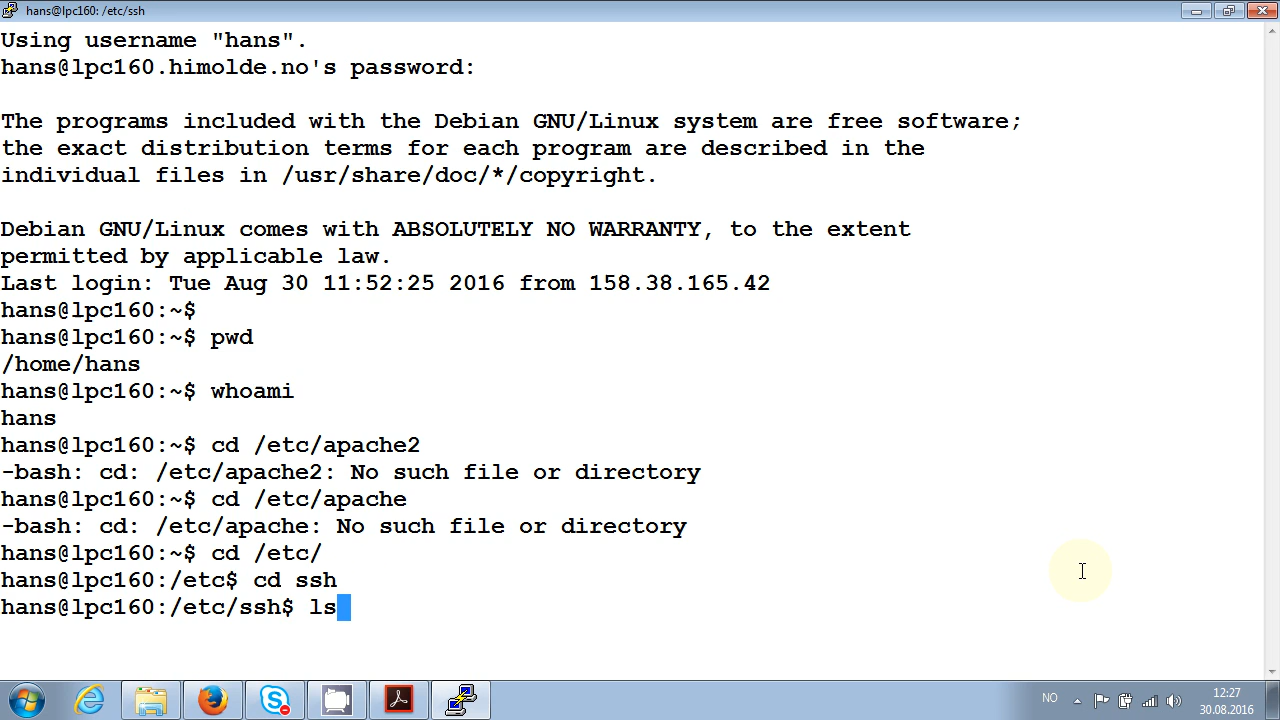 hans@lpc160: /etc/ssh
Using username "hans".
hans@lpc160.himolde.no's password:
The programs included with the Debian GNU/Linux system are free software;
the exact distribution terms for each program are described in the
individual files in /usr/share/doc/*/copyright.
Debian GNU/Linux comes with ABSOLUTELY NO WARRANTY, to the extent
permitted by applicable law.
Last login: Tue Aug 30 11:52:25 2016 from 158.38.165.42
hans@lpc160:~$
hans@lpc160:~$ pwd
/home/hans
hans@lpc160:~$ whoami
hans
hans@lpc160:~$ cd /etc/apache2
-bash: cd: /etc/apache2: No such file or directory
hans@lpc160:~$ cd /etc/apache
-bash: cd: /etc/apache: No such file or directory
hans@lpc160:~$ cd /etc/
hans@lpc160:/etc$ cd ssh
hans@lpc160:/etc/ssh$ ls
NO
12:27
30.08.2016